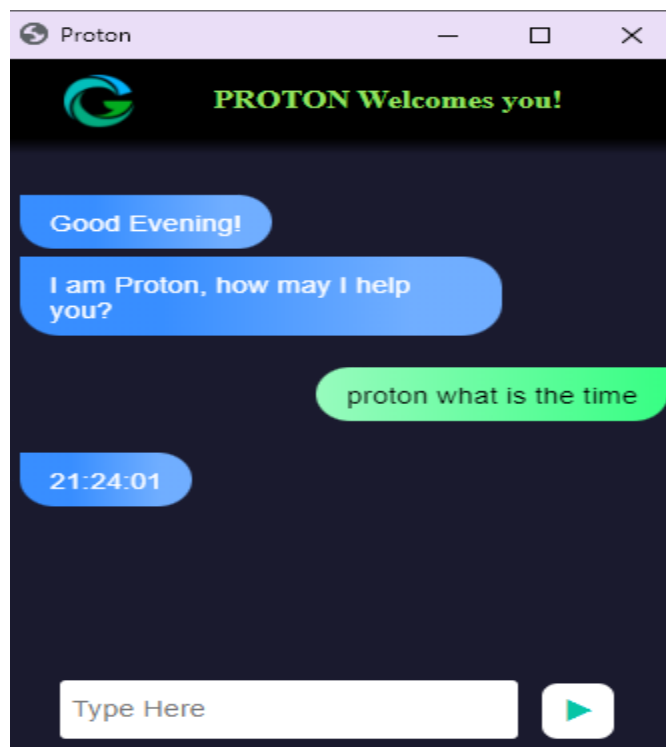 Proton
PROTON Welcomes you!
Good Evening!
I am Proton, how may I help
you?
proton what is the time
21:24:01
Type Here